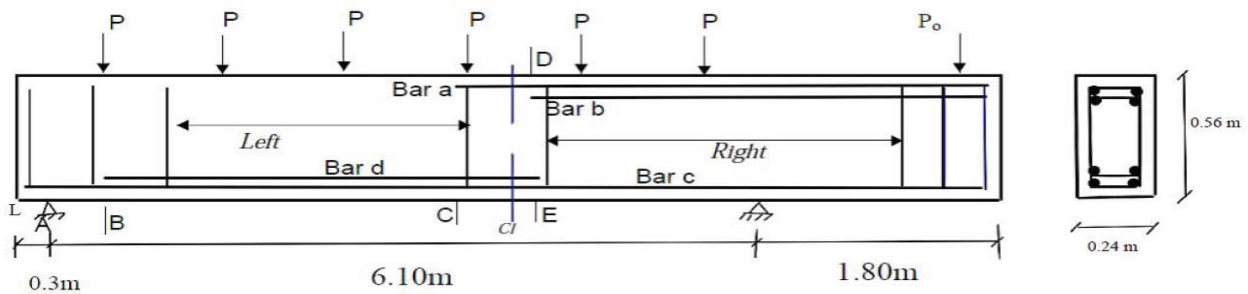 P P P P P P Pₒ
D
Bar a
Bar b
Left
Right
Bar d
Bar c
L
A
B
C
Cl
E
0.3m
6.10m
1.80m
0.56 m
0.24 m